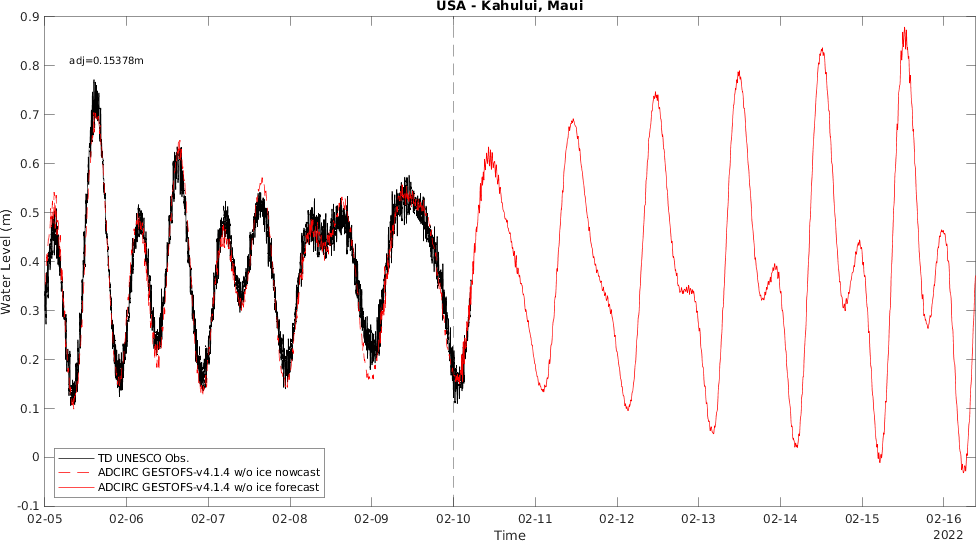 USA - Kahului, Maui
0.9
0.8
0.7
0.6
0.5
0.4
0.3
0.2
0.1
0
-0.1
Water Level (m)
adj=0.15378m
TD UNESCO Obs.
ADCIRC GESTOFS-v4.1.4 w/o ice nowcast
ADCIRC GESTOFS-v4.1.4 w/o ice forecast
02-05 02-06 02-07 02-08 02-09 02-10 02-11 02-12 02-13 02-14 02-15 02-16
Time
2022